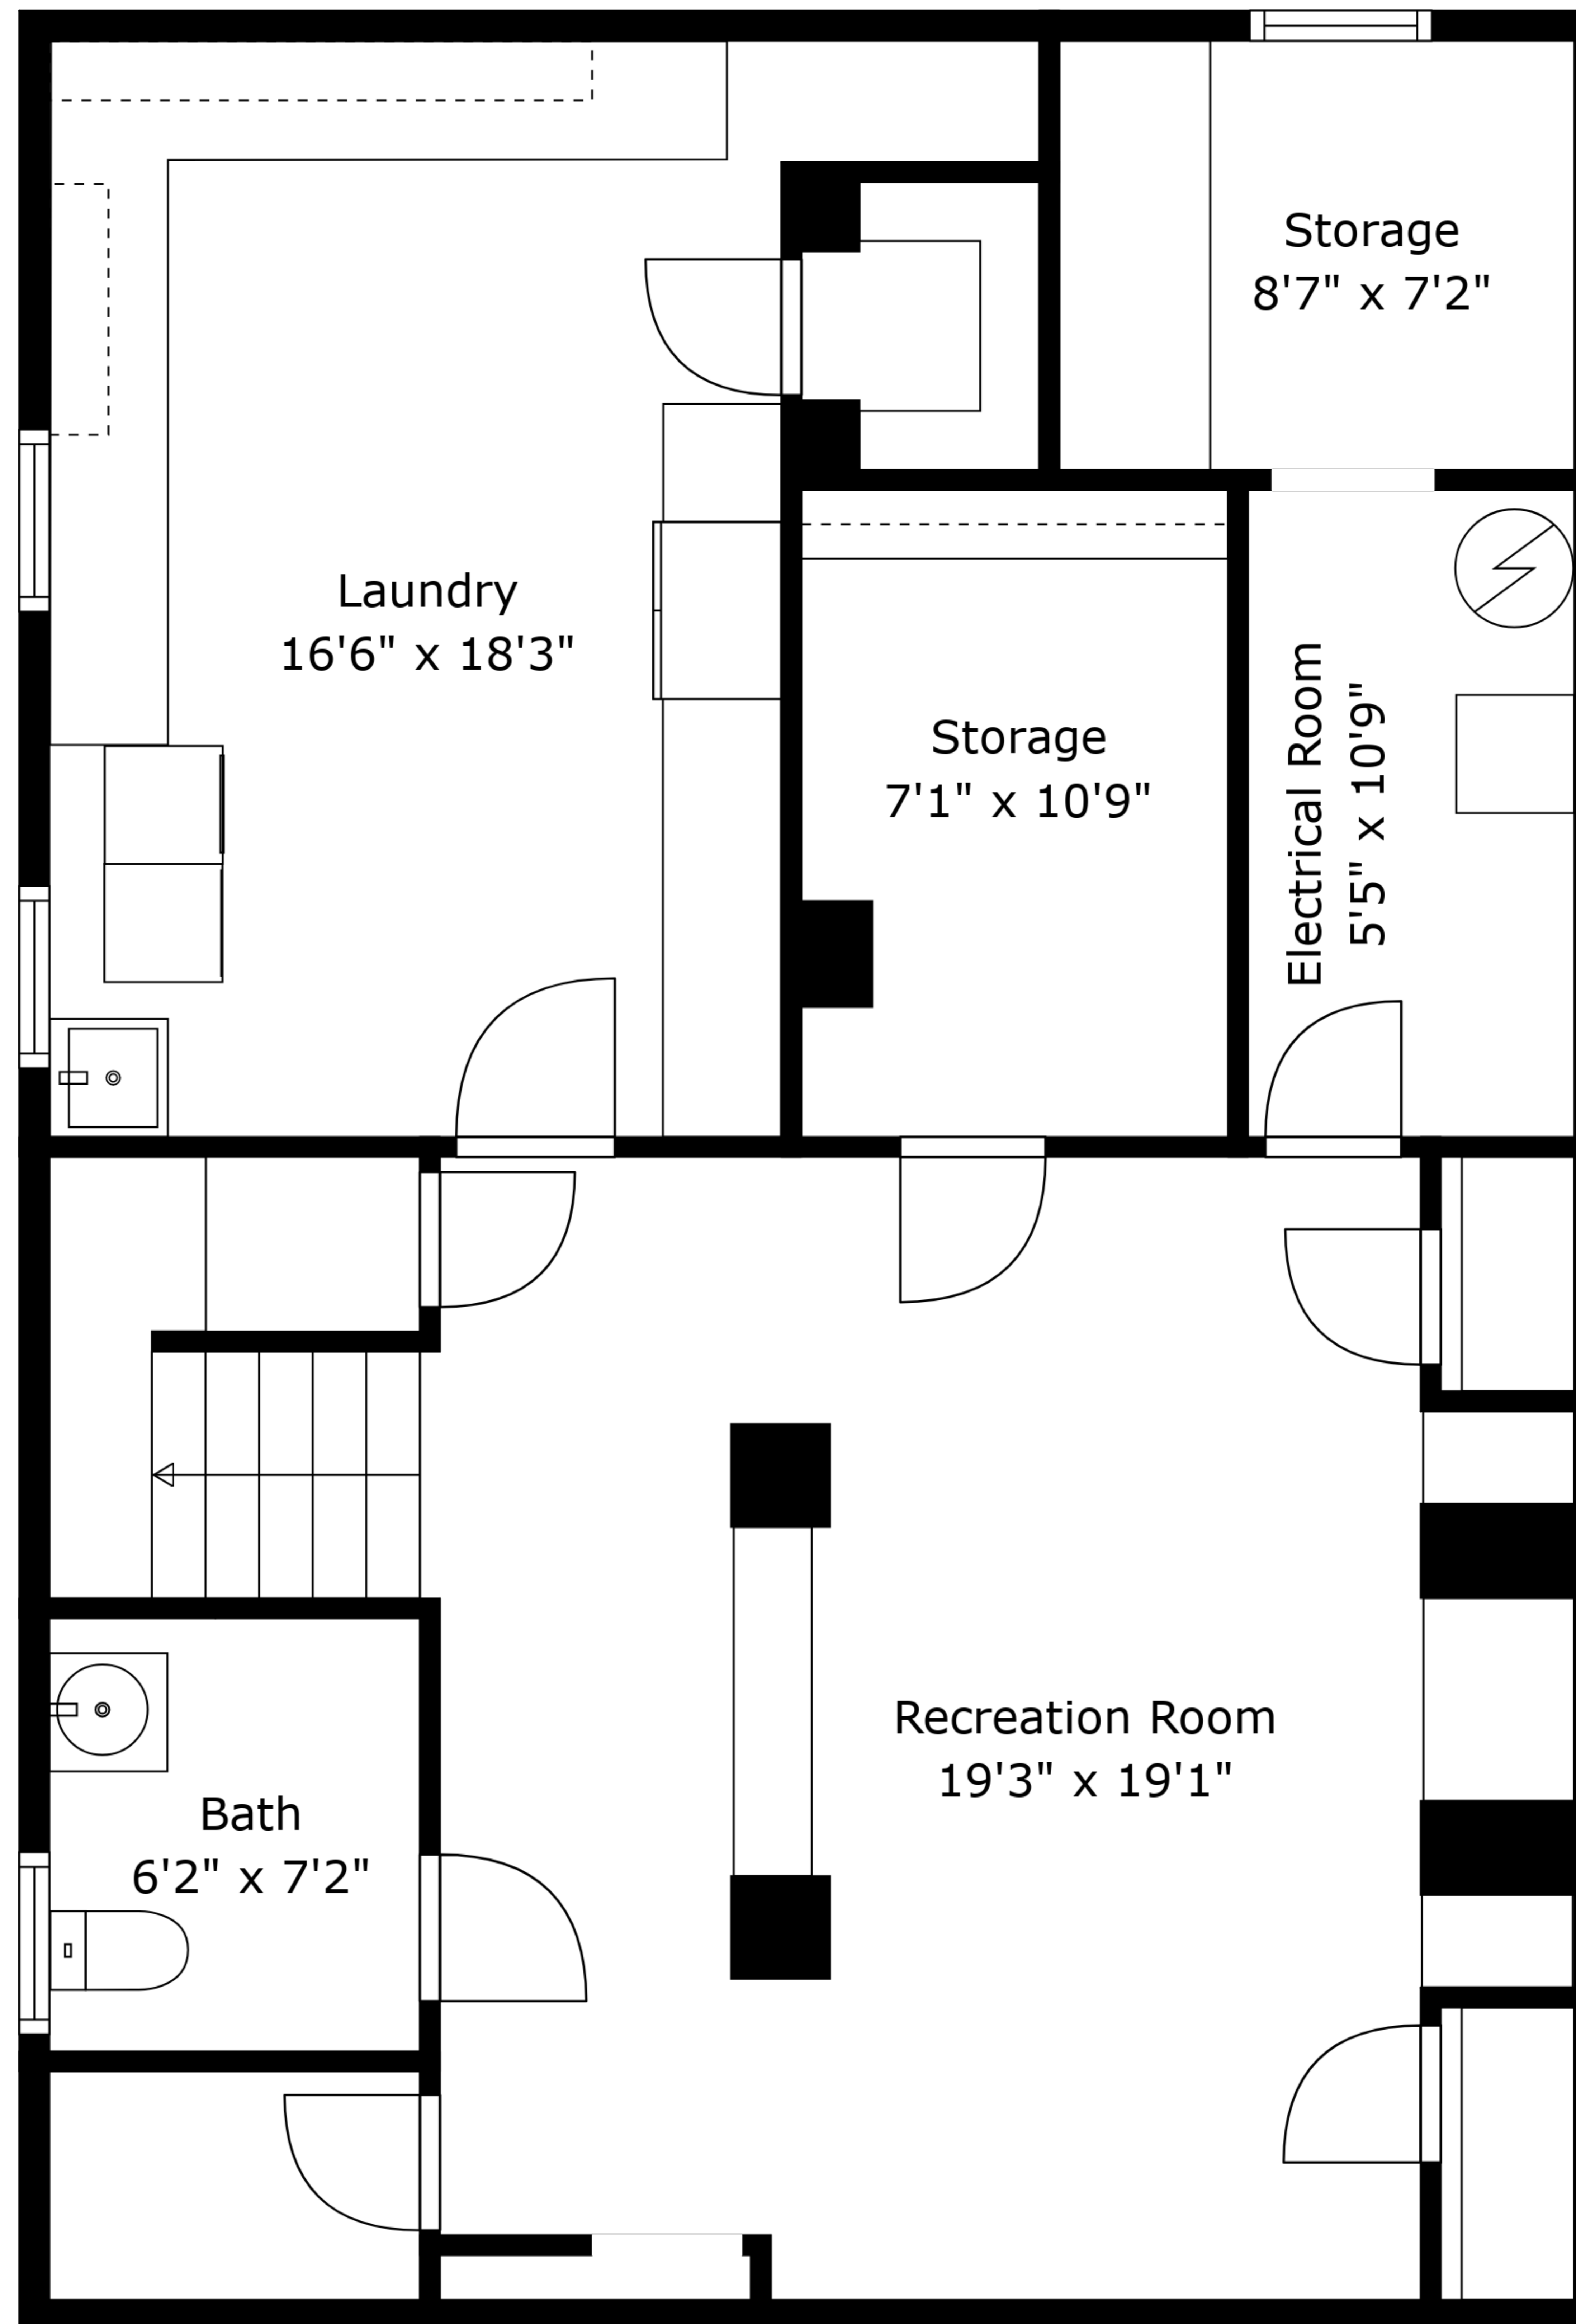 Storage
8'7" x 7'2"
Laundry
16'6" x 18'3"
Storage
7'1" x 10'9"
Electrical Room
5'5" x 10'9"
Recreation Room
19'3" x 19'1"
Bath
6'2" x 7'2"